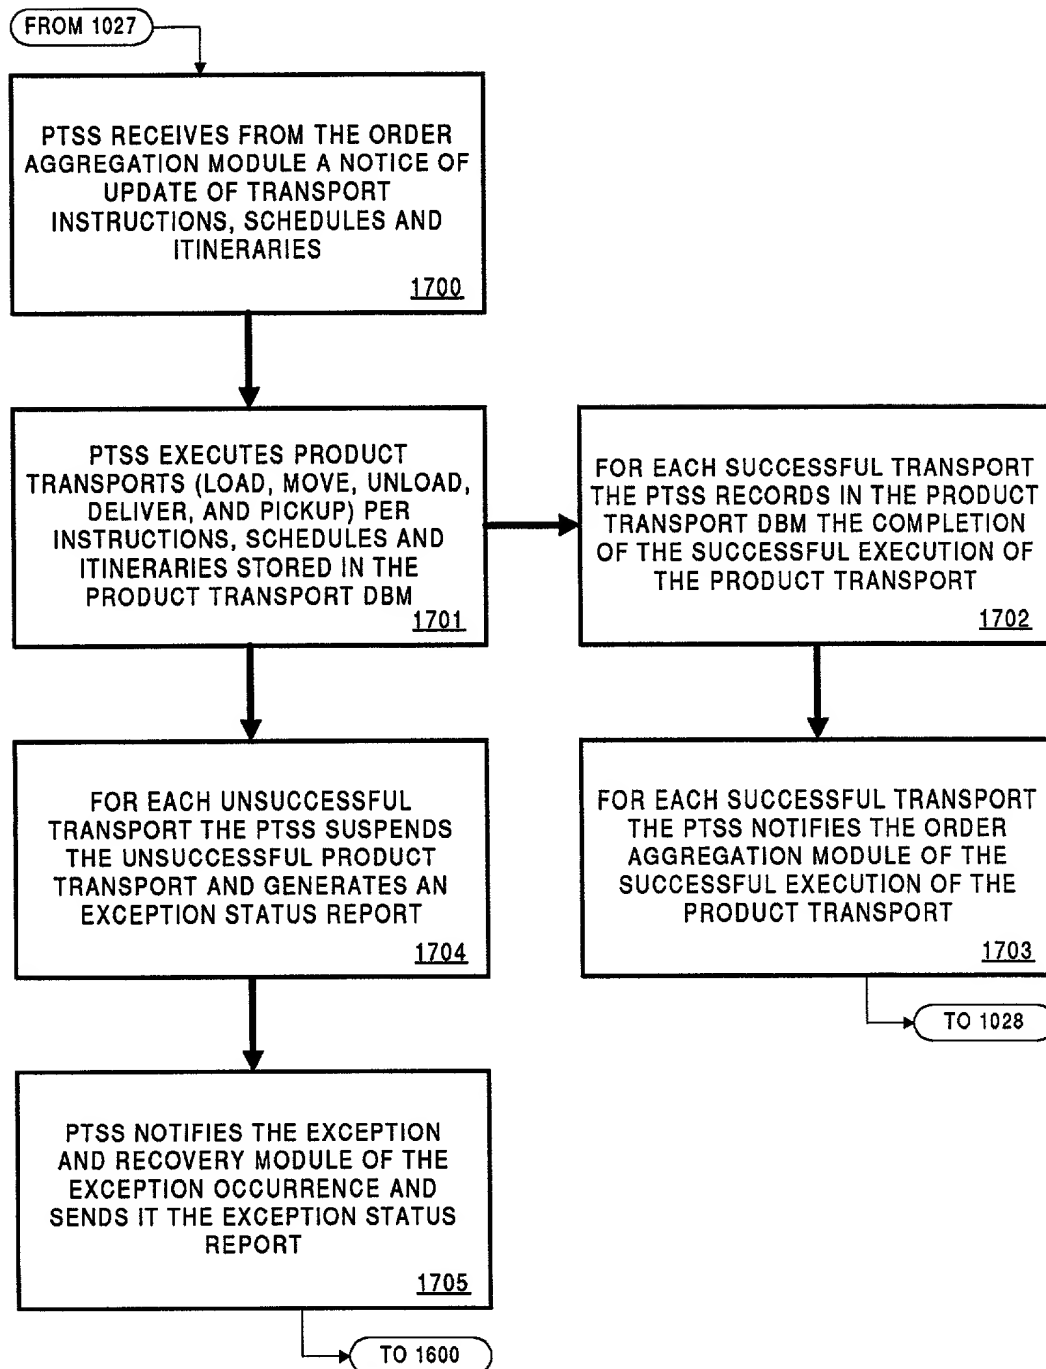 FROM 1027
PTSS RECEIVES FROM THE ORDER
AGGREGATION MODULE A NOTICE OF
UPDATE OF TRANSPORT
INSTRUCTIONS, SCHEDULES AND
ITINERARIES
1700
PTSS EXECUTES PRODUCT
TRANSPORTS (LOAD, MOVE, UNLOAD,
DELIVER, AND PICKUP) PER
INSTRUCTIONS, SCHEDULES AND
ITINERARIES STORED IN THE
PRODUCT TRANSPORT DBM
1701
FOR EACH SUCCESSFUL TRANSPORT
THE PTSS RECORDS IN THE PRODUCT
TRANSPORT DBM THE COMPLETION
OF THE SUCCESSFUL EXECUTION OF
THE PRODUCT TRANSPORT
1702
FOR EACH UNSUCCESSFUL
TRANSPORT THE PTSS SUSPENDS
THE UNSUCCESSFUL PRODUCT
TRANSPORT AND GENERATES AN
EXCEPTION STATUS REPORT
1704
FOR EACH SUCCESSFUL TRANSPORT
THE PTSS NOTIFIES THE ORDER
AGGREGATION MODULE OF THE
SUCCESSFUL EXECUTION OF THE
PRODUCT TRANSPORT
1703
TO 1028
PTSS NOTIFIES THE EXCEPTION
AND RECOVERY MODULE OF THE
EXCEPTION OCCURRENCE AND
SENDS IT THE EXCEPTION STATUS
REPORT
1705
TO 1600